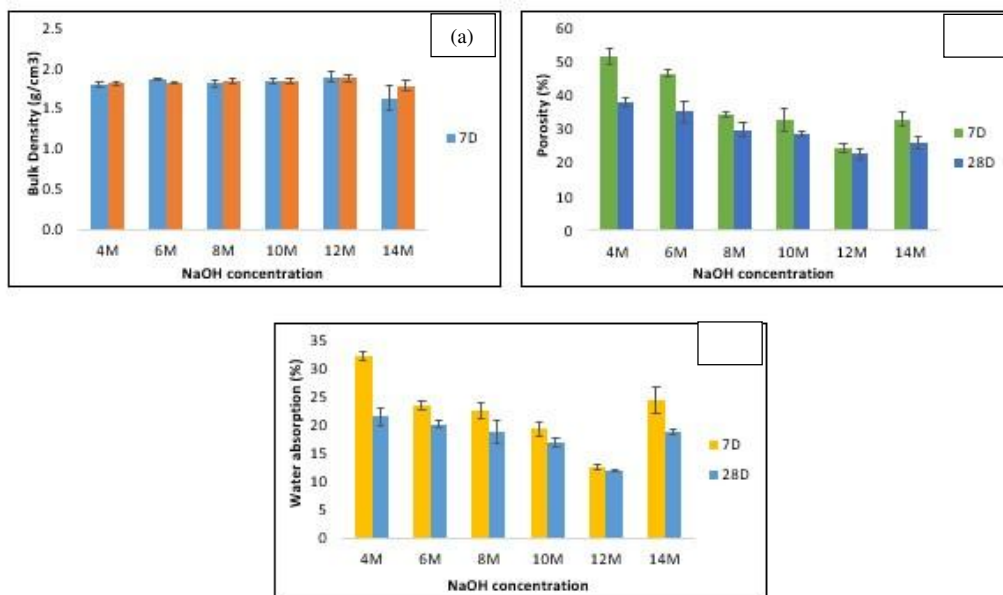 2.5
2.0
1.5
1.0
0.5
0.0
Bulk Density (g/cm3)
4M 6M 8M 10M 12M 14M
NaOH concentration
7D
(a)
60
50
40
30
20
10
0
Porosity (%)
4M 6M 8M 10M 12M 14M
NaOH concentration
7D
28D
35
30
25
20
15
10
5
0
Water absorption (%)
4M 6M 8M 10M 12M 14M
NaOH concentration
7D
28D